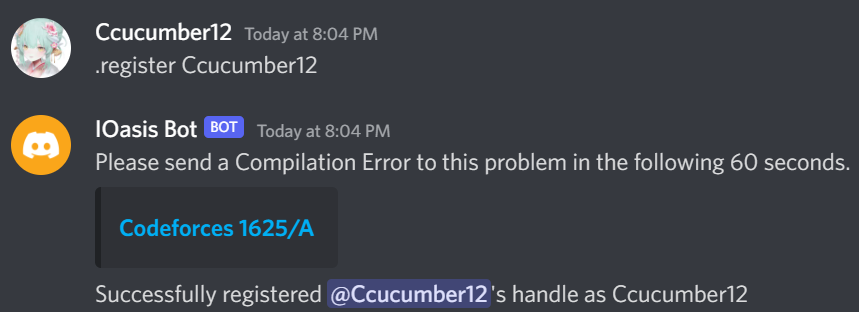 Ccucumber12 Today at 8:04 PM
.register Ccucumber12
IOasis Bot BOT Today at 8:04 PM
Please send a Compilation Error to this problem in the following 60 seconds.
Codeforces 1625/A
Successfully registered @Ccucumber12's handle as Ccucumber12